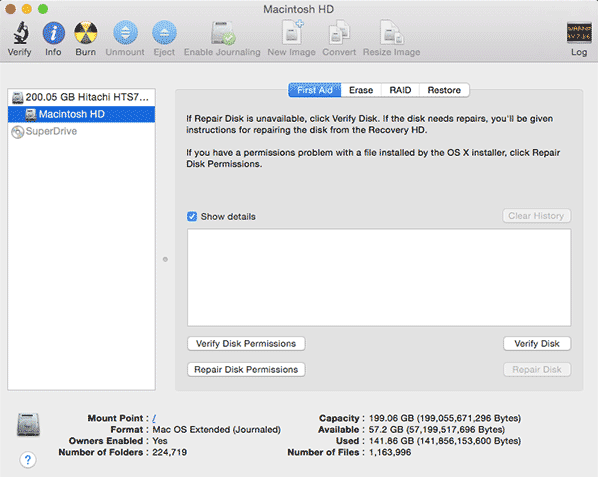 Macintosh HD
Verify Info Burn Unmount Eject Enable Journaling New Image Convert Resize Image Log
200.05 GB Hitachi HTS7...
Macintosh HD
SuperDrive
First Aid Erase RAID Restore
If Repair Disk is unavailable, click Verify Disk. If the disk needs repairs, you'll be given
instructions for repairing the disk from the Recovery HD.
If you have a permissions problem with a file installed by the OS X installer, click Repair
Disk Permissions.
Show details
Clear History
Verify Disk Permissions
Verify Disk
Repair Disk Permissions
Repair Disk
Mount Point : /
Format : Mac OS Extended (Journaled)
Owners Enabled : Yes
Number of Folders : 224,719
Capacity : 199.06 GB (199,055,671,296 Bytes)
Available : 57.2 GB (57,199,517,696 Bytes)
Used : 141.86 GB (141,856,153,600 Bytes)
Number of Files : 1,163,996
?